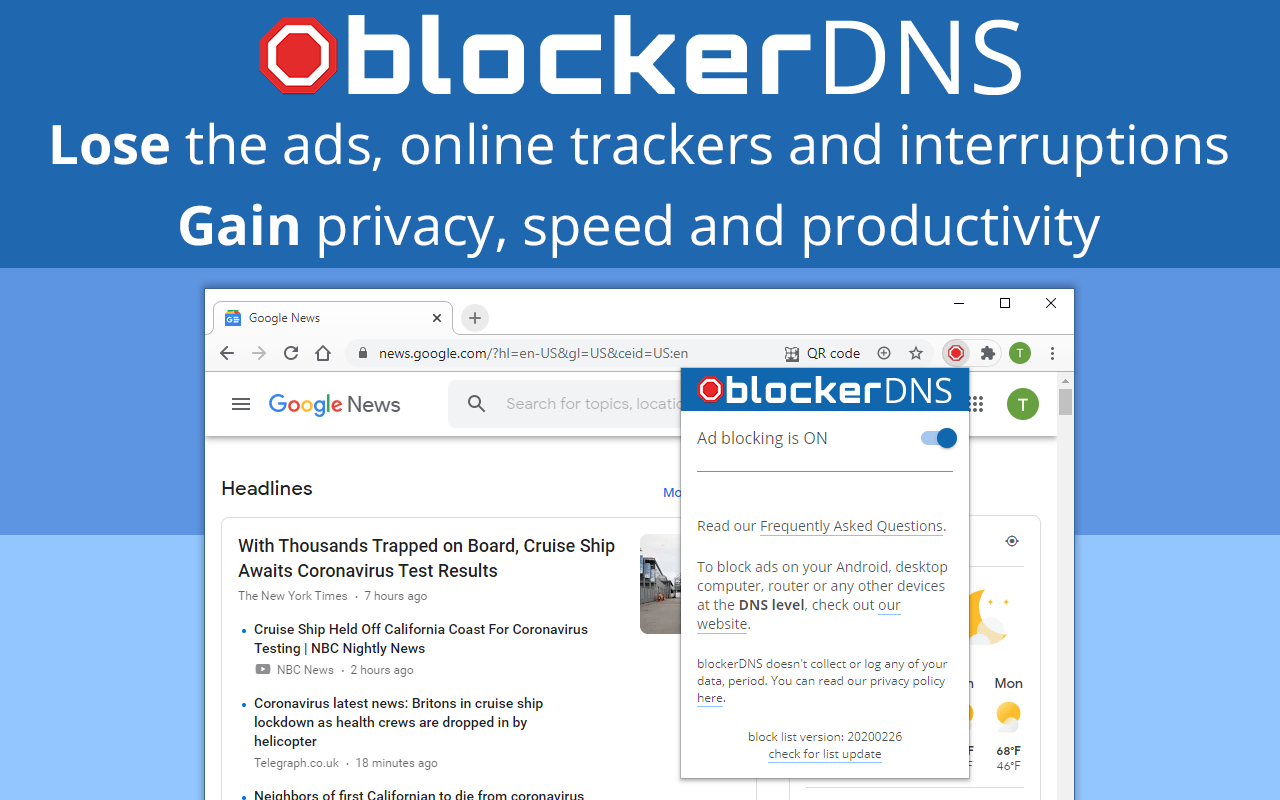 blockerDNS
Lose the ads, online trackers and interruptions
Gain privacy, speed and productivity
Google News
news.google.com/?hl=en-US&gl=US&ceid=US:en
QR code
T
Google News
Search for topics,
T
blockerDNS
Ad blocking is ON
Read our Frequently Asked Questions.
To block ads on your Android, desktop
computer, router or any other devices
at the DNS level, check out our
website.
blockerDNS doesn't collect or log any of your
data, period. You can read our privacy policy
here.
block list version: 20200226
check for list update
Headlines
With Thousands Trapped on Board, Cruise Ship
Awaits Coronavirus Test Results
The New York Times · 7 hours ago
Cruise Ship Held Off California Coast For Coronavirus
Testing | NBC Nightly News
NBC News · 2 hours ago
Coronavirus latest news: Britons in cruise ship
lockdown as health crews are dropped in by
helicopter
Telegraph.co.uk · 18 minutes ago
Neighbors of first Californian to die from coronavirus
Mon
68°F
46°F